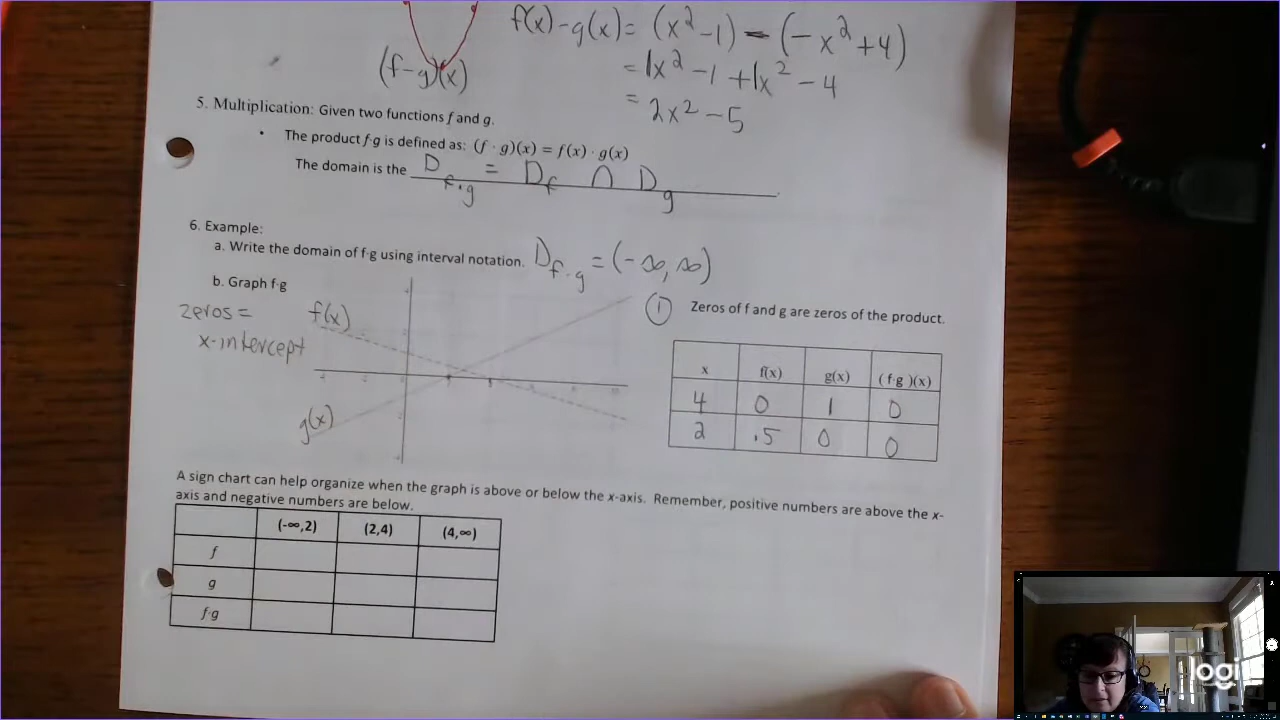 f(x)-g(x)= (x²-1) - (-x²+4)
= 1x² -1 +1x² -4
= 2x² -5
(f-g)(x)
5. Multiplication: Given two functions f and g.
• The product f·g is defined as: (f · g)(x) = f(x) · g(x)
The domain is the D f·g = D f ∩ D g
6. Example:
a. Write the domain of f·g using interval notation. D f·g = (-∞, ∞)
b. Graph f·g
zeros =
x-intercept
f(x)
g(x)
① Zeros of f and g are zeros of the product.
x f(x) g(x) (f·g)(x)
4 0 1 0
2 .5 0 0
A sign chart can help organize when the graph is above or below the x-axis. Remember, positive numbers are above the x-
axis and negative numbers are below.
(-∞,2) (2,4) (4,∞)
f
g
f·g
logi